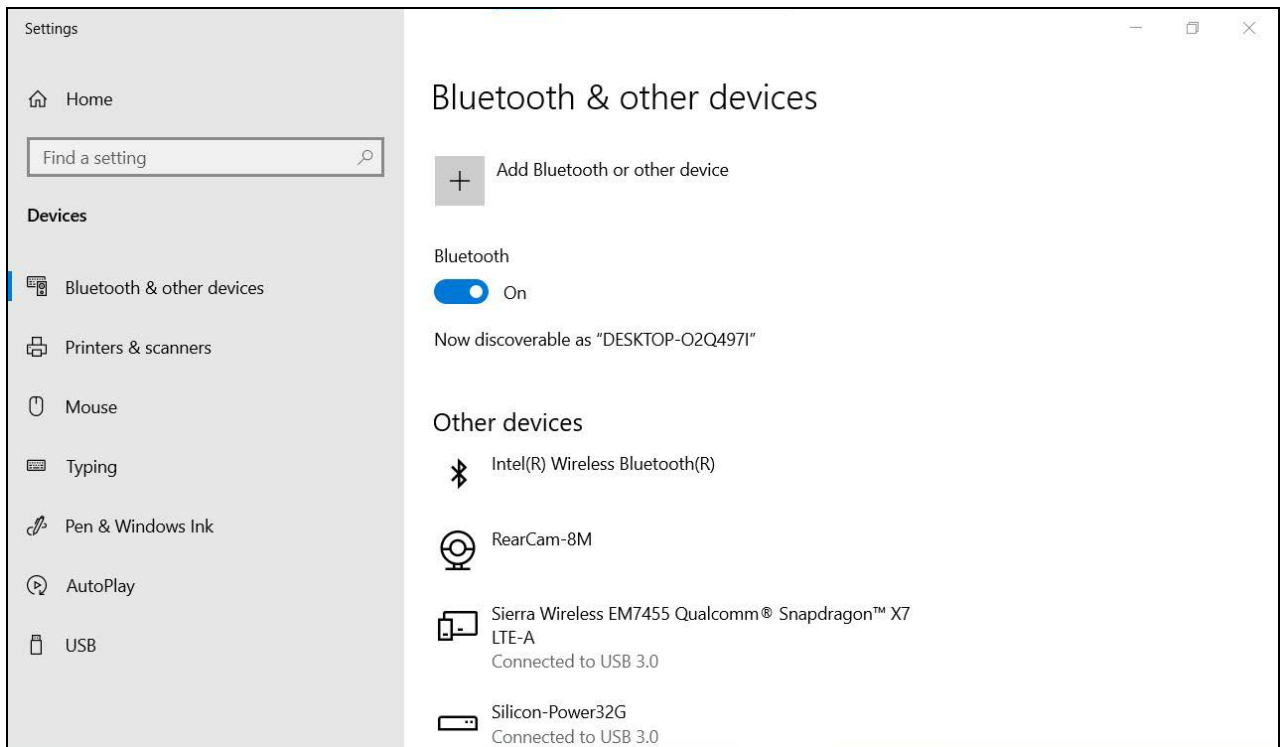 Settings
Home
Find a setting
Devices
Bluetooth & other devices
Printers & scanners
Mouse
Typing
Pen & Windows Ink
AutoPlay
USB
Bluetooth & other devices
Add Bluetooth or other device
Bluetooth
On
Now discoverable as “DESKTOP-O2Q497I”
Other devices
Intel(R) Wireless Bluetooth(R)
RearCam-8M
Sierra Wireless EM7455 Qualcomm® Snapdragon™ X7
LTE-A
Connected to USB 3.0
Silicon-Power32G
Connected to USB 3.0